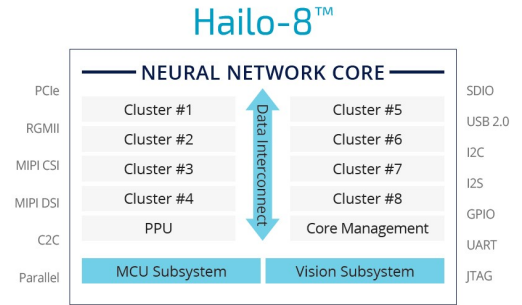 Hailo-8™
NEURAL NETWORK CORE
PCIe
RGMII
MIPI CSI
MIPI DSI
C2C
Parallel
Cluster #1
Cluster #2
Cluster #3
Cluster #4
PPU
Data Interconnect
Cluster #5
Cluster #6
Cluster #7
Cluster #8
Core Management
MCU Subsystem
Vision Subsystem
SDIO
USB 2.0
I2C
I2S
GPIO
UART
JTAG